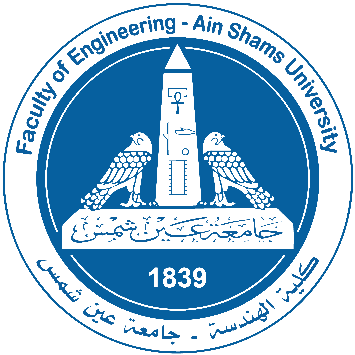 Faculty of Engineering - Ain Shams University
جامعة عين شمس
1839
كلية الهندسة - جامعة عين شمس